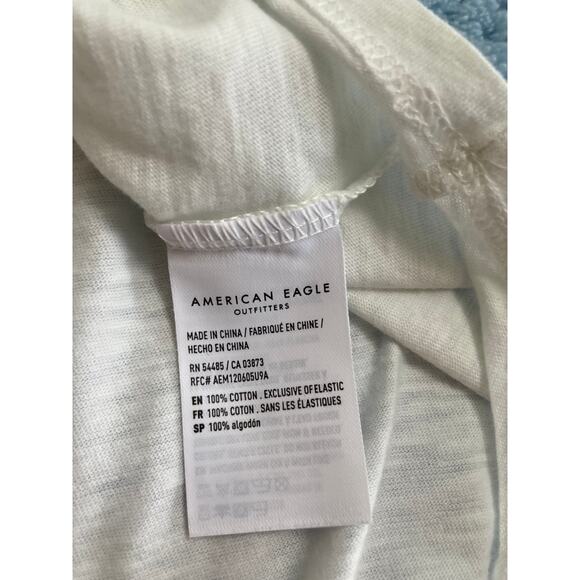 AMERICAN EAGLE
OUTFITTERS
MADE IN CHINA / FABRIQUÉ EN CHINE /
HECHO EN CHINA
RN 54485 / CA 03873
RFC# AEM120605U9A
EN 100% COTTON . EXCLUSIVE OF ELASTIC
FR 100% COTON . SANS LES ÉLASTIQUES
SP 100% algodón